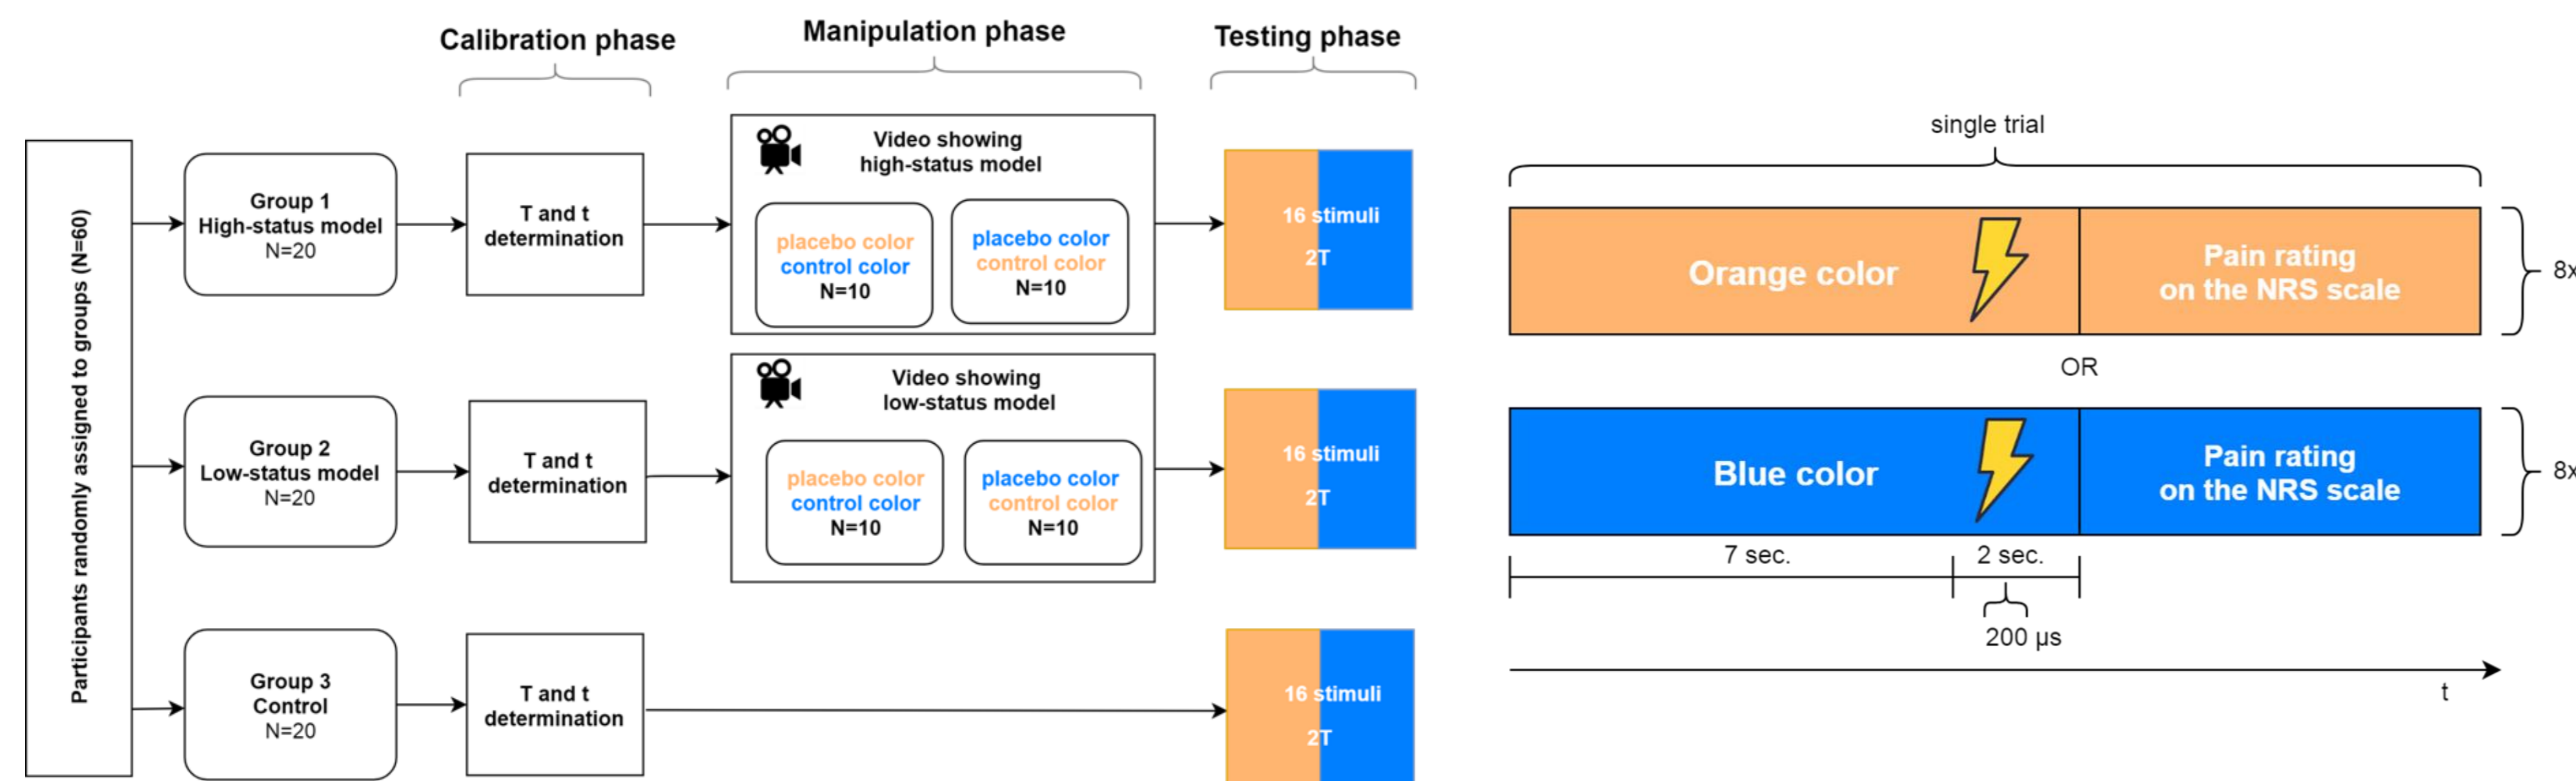 Calibration phase
Manipulation phase
Testing phase
Participants randomly assigned to groups (N=60)
Group 1
High-status model
N=20
T and t
determination
Video showing
high-status model
placebo color
control color
N=10
placebo color
control color
N=10
16 stimuli
2T
Group 2
Low-status model
N=20
T and t
determination
Video showing
low-status model
placebo color
control color
N=10
placebo color
control color
N=10
16 stimuli
2T
Group 3
Control
N=20
T and t
determination
16 stimuli
2T
single trial
Orange color
Pain rating
on the NRS scale
8x
OR
Blue color
Pain rating
on the NRS scale
8x
7 sec.
2 sec.
200 µs
t